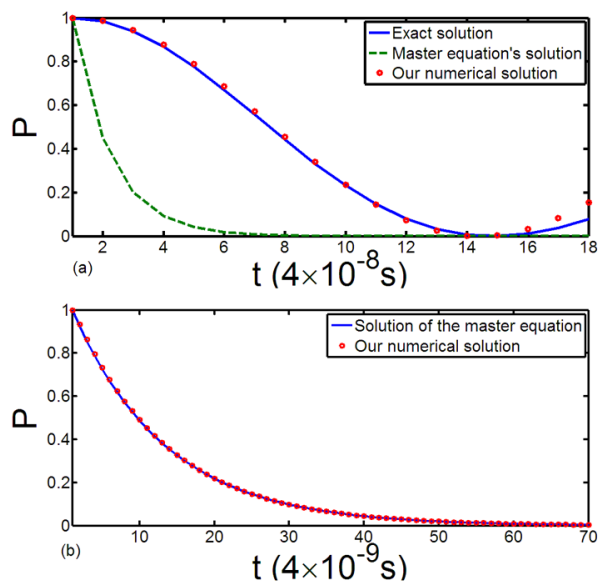 Exact solution
Master equation's solution
Our numerical solution
P
1
0.8
0.6
0.4
0.2
0
2 4 6 8 10 12 14 16 18
(a)
t (4×10⁻⁸s)
Solution of the master equation
Our numerical solution
P
1
0.8
0.6
0.4
0.2
0
10 20 30 40 50 60 70
(b)
t (4×10⁻⁹s)